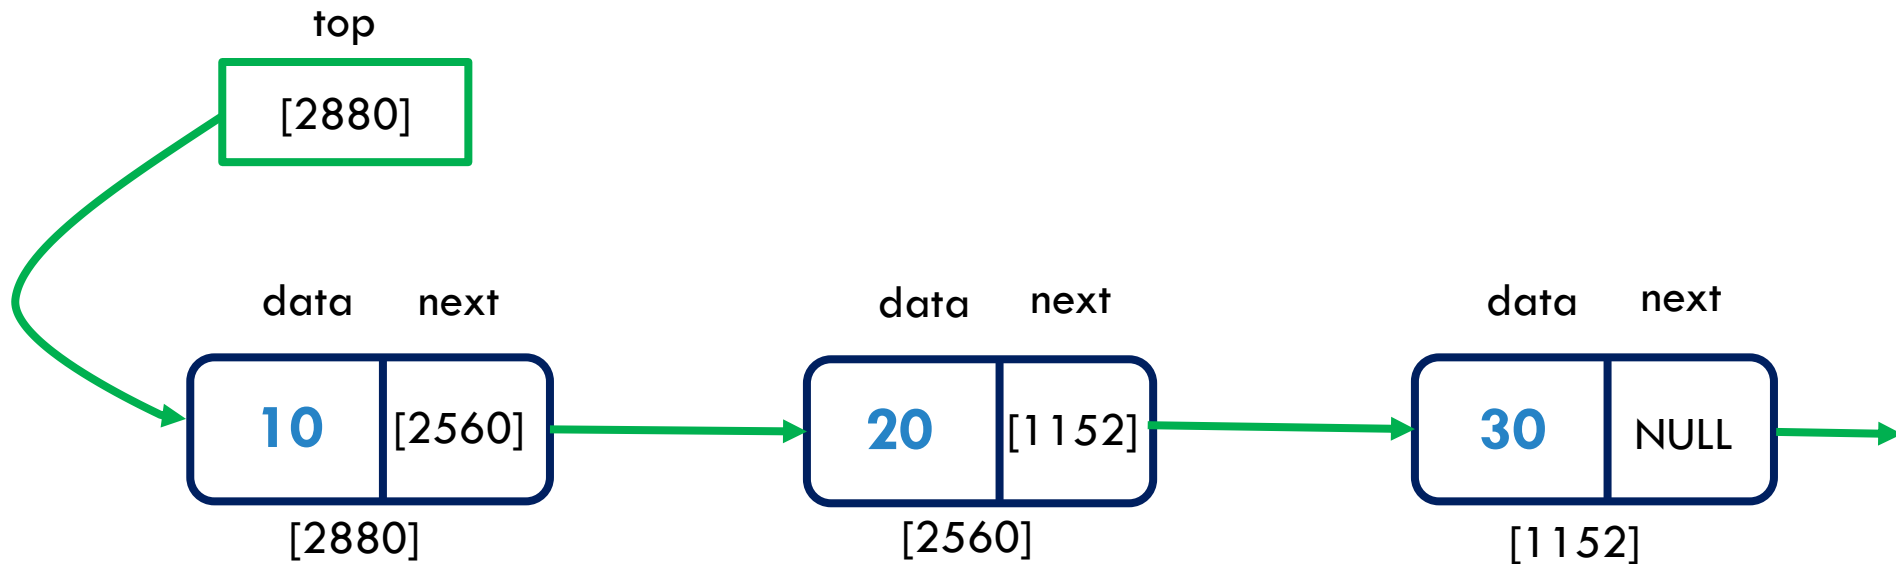 top
[2880]
data next data next data next
10 [2560] 20 [1152] 30 NULL
[2880] [2560] [1152]